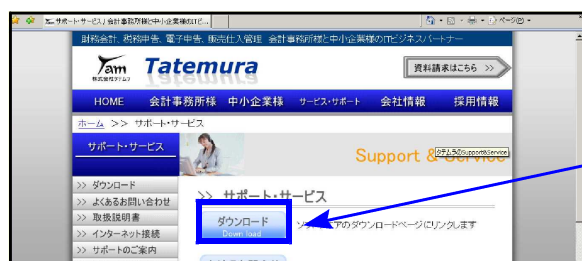 サポート・サービス | 会計事務所様と中小企業様のITビ...
ページ(P)
財務会計、税務申告、電子申告、販売仕入管理　会計事務所様と中小企業様のITビジネスパートナー
Tam
株式会社タテムラ
Tatemura
資料請求はこちら >>
HOME 会計事務所様 中小企業様 サービス・サポート 会社情報 採用情報
ホーム >> サポート・サービス
サポート・サービス
Support & Service
タテムラのSupport&Service
>> ダウンロード
>> よくあるお問い合わせ
>> 取扱説明書
>> インターネット接続
>> サポートのご案内
>> サポート・サービス
ダウンロード
Down load
ソフトウェアのダウンロードページにリンクします